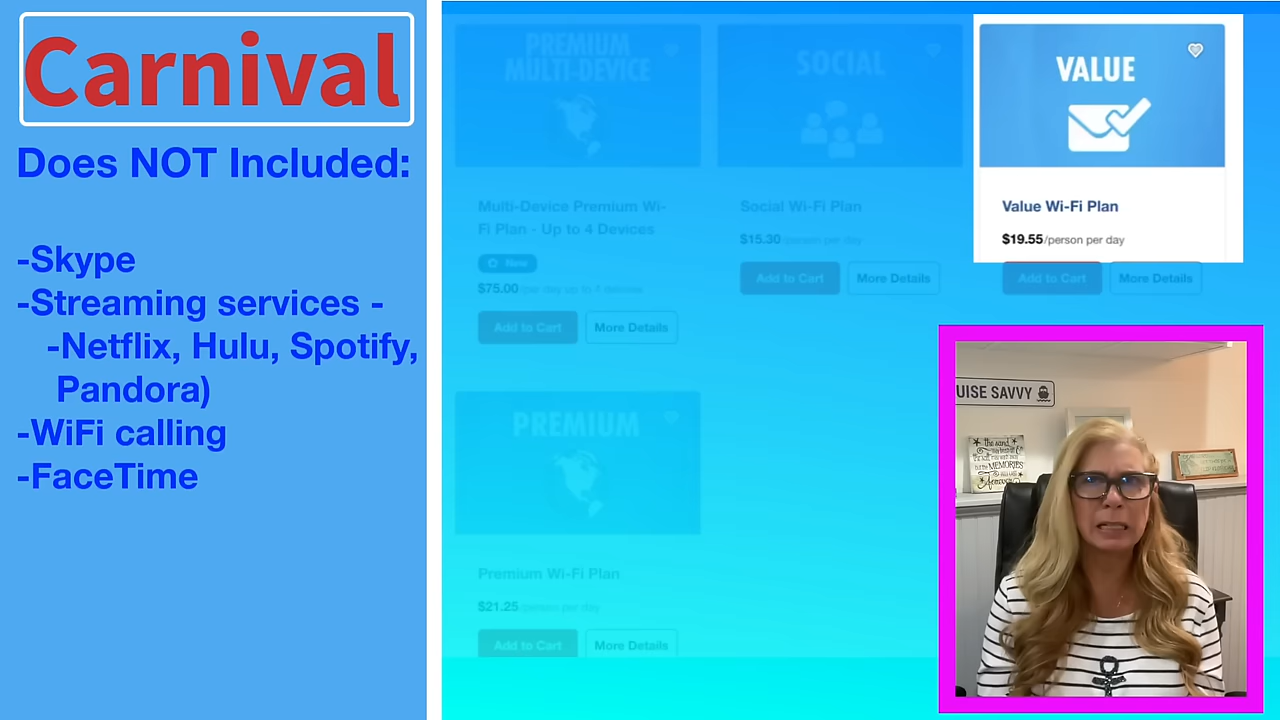 Carnival
Does NOT Included:
-Skype
-Streaming services -
-Netflix, Hulu, Spotify,
Pandora)
-WiFi calling
-FaceTime
PREMIUM
MULTI-DEVICE
Multi-Device Premium Wi-
Fi Plan - Up to 4 Devices
New
$75.00/per day up to 4 devices
Add to Cart
More Details
SOCIAL
Social Wi-Fi Plan
$15.30/person per day
Add to Cart
More Details
VALUE
Value Wi-Fi Plan
$19.55/person per day
Add to Cart
More Details
PREMIUM
Premium Wi-Fi Plan
$21.25/person per day
Add to Cart
More Details
UISE SAVVY
the sand
MEMORIES